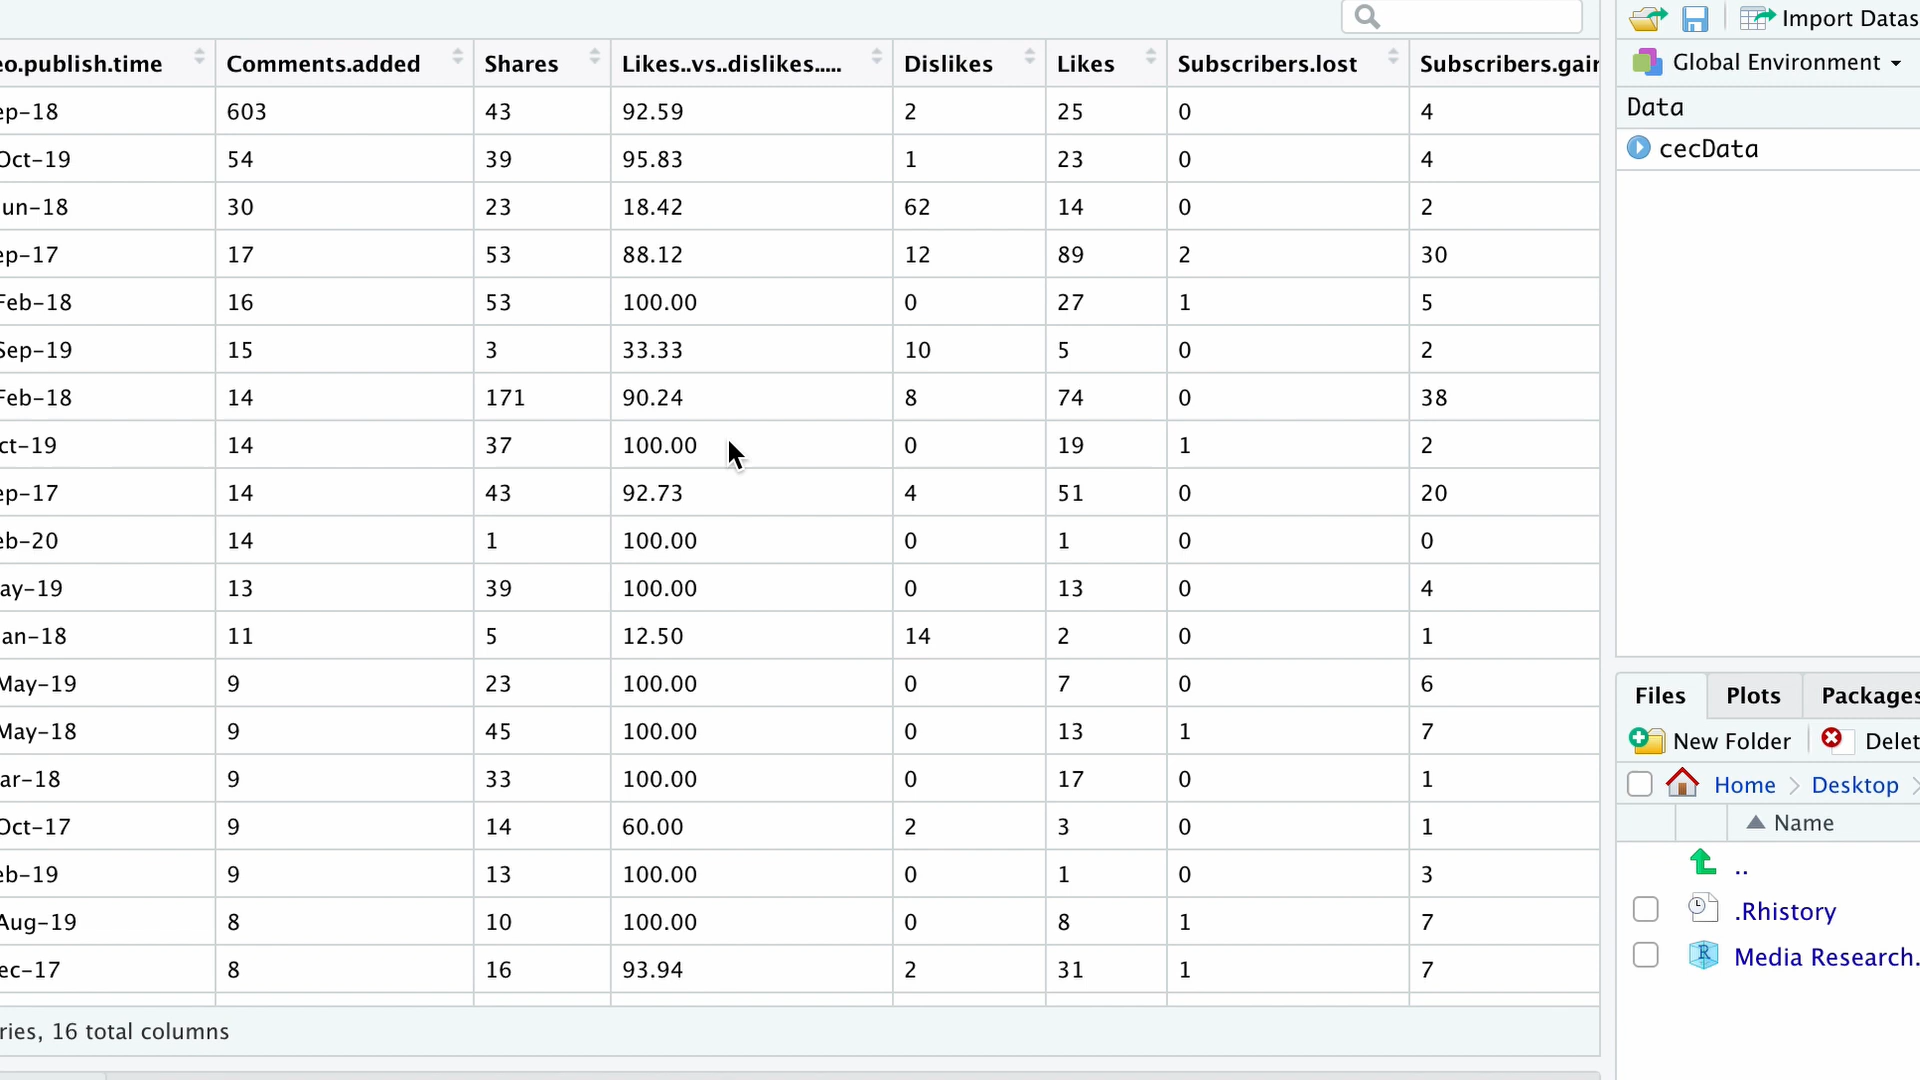 Import Datas
eo.publish.time Comments.added Shares Likes..vs..dislikes..... Dislikes Likes Subscribers.lost Subscribers.gair
Global Environment
ep-18 603 43 92.59 2 25 0 4
Data
Oct-19 54 39 95.83 1 23 0 4
cecData
un-18 30 23 18.42 62 14 0 2
ep-17 17 53 88.12 12 89 2 30
Feb-18 16 53 100.00 0 27 1 5
Sep-19 15 3 33.33 10 5 0 2
Feb-18 14 171 90.24 8 74 0 38
ct-19 14 37 100.00 0 19 1 2
ep-17 14 43 92.73 4 51 0 20
eb-20 14 1 100.00 0 1 0 0
ay-19 13 39 100.00 0 13 0 4
an-18 11 5 12.50 14 2 0 1
May-19 9 23 100.00 0 7 0 6
May-18 9 45 100.00 0 13 1 7
ar-18 9 33 100.00 0 17 0 1
Oct-17 9 14 60.00 2 3 0 1
eb-19 9 13 100.00 0 1 0 3
Aug-19 8 10 100.00 0 8 1 7
ec-17 8 16 93.94 2 31 1 7
ries, 16 total columns
Files Plots Packages
New Folder Delet
Home Desktop
Name
..
.Rhistory
Media Research.